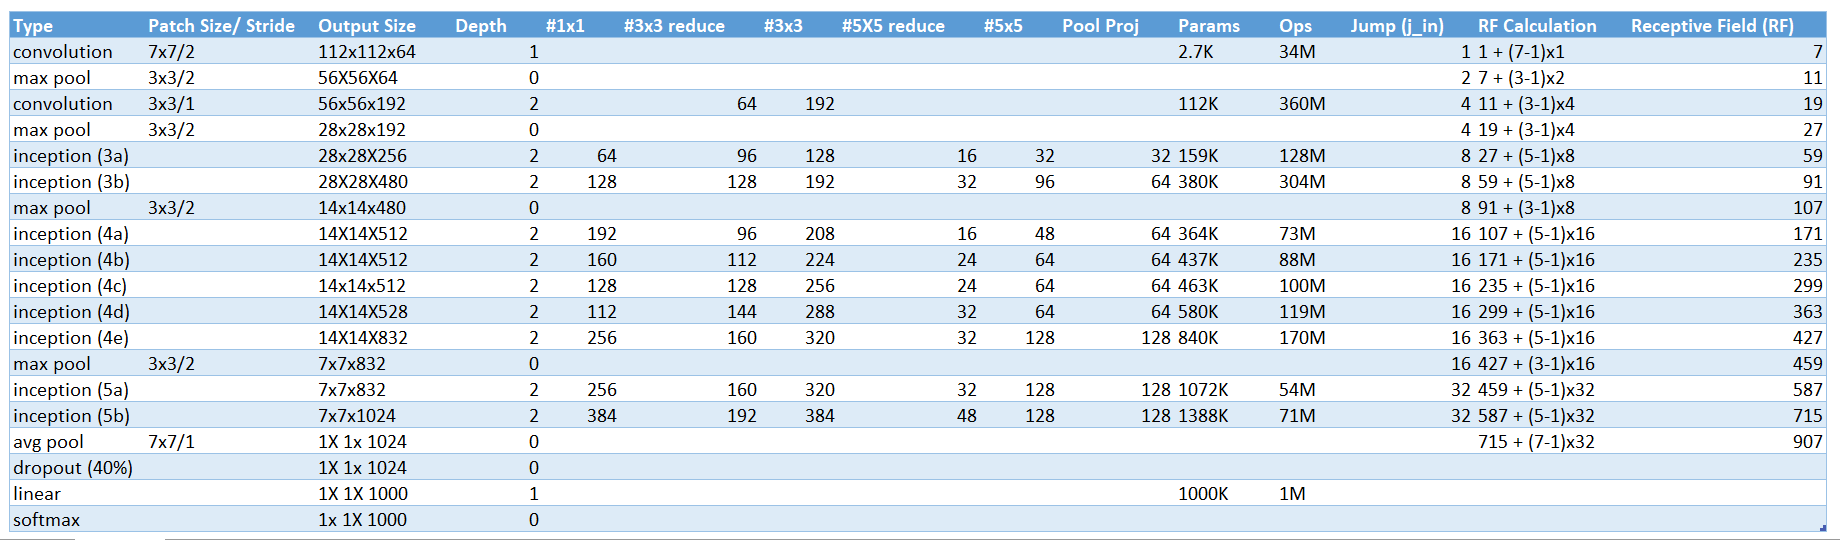 Type Patch Size/ Stride Output Size Depth #1x1 #3x3 reduce #3x3 #5X5 reduce #5x5 Pool Proj Params Ops Jump (j_in) RF Calculation Receptive Field (RF)
convolution 7x7/2 112x112x64 1 2.7K 34M 1 1 + (7-1)x1 7
max pool 3x3/2 56X56X64 0 2 7 + (3-1)x2 11
convolution 3x3/1 56x56x192 2 64 192 112K 360M 4 11 + (3-1)x4 19
max pool 3x3/2 28x28x192 0 4 19 + (3-1)x4 27
inception (3a) 28x28X256 2 64 96 128 16 32 32 159K 128M 8 27 + (5-1)x8 59
inception (3b) 28X28X480 2 128 128 192 32 96 64 380K 304M 8 59 + (5-1)x8 91
max pool 3x3/2 14x14x480 0 8 91 + (3-1)x8 107
inception (4a) 14X14X512 2 192 96 208 16 48 64 364K 73M 16 107 + (5-1)x16 171
inception (4b) 14X14X512 2 160 112 224 24 64 64 437K 88M 16 171 + (5-1)x16 235
inception (4c) 14x14x512 2 128 128 256 24 64 64 463K 100M 16 235 + (5-1)x16 299
inception (4d) 14X14X528 2 112 144 288 32 64 64 580K 119M 16 299 + (5-1)x16 363
inception (4e) 14X14X832 2 256 160 320 32 128 128 840K 170M 16 363 + (5-1)x16 427
max pool 3x3/2 7x7x832 0 16 427 + (3-1)x16 459
inception (5a) 7x7x832 2 256 160 320 32 128 128 1072K 54M 32 459 + (5-1)x32 587
inception (5b) 7x7x1024 2 384 192 384 48 128 128 1388K 71M 32 587 + (5-1)x32 715
avg pool 7x7/1 1X 1x 1024 0 715 + (7-1)x32 907
dropout (40%) 1X 1x 1024 0
linear 1X 1X 1000 1 1000K 1M
softmax 1x 1X 1000 0